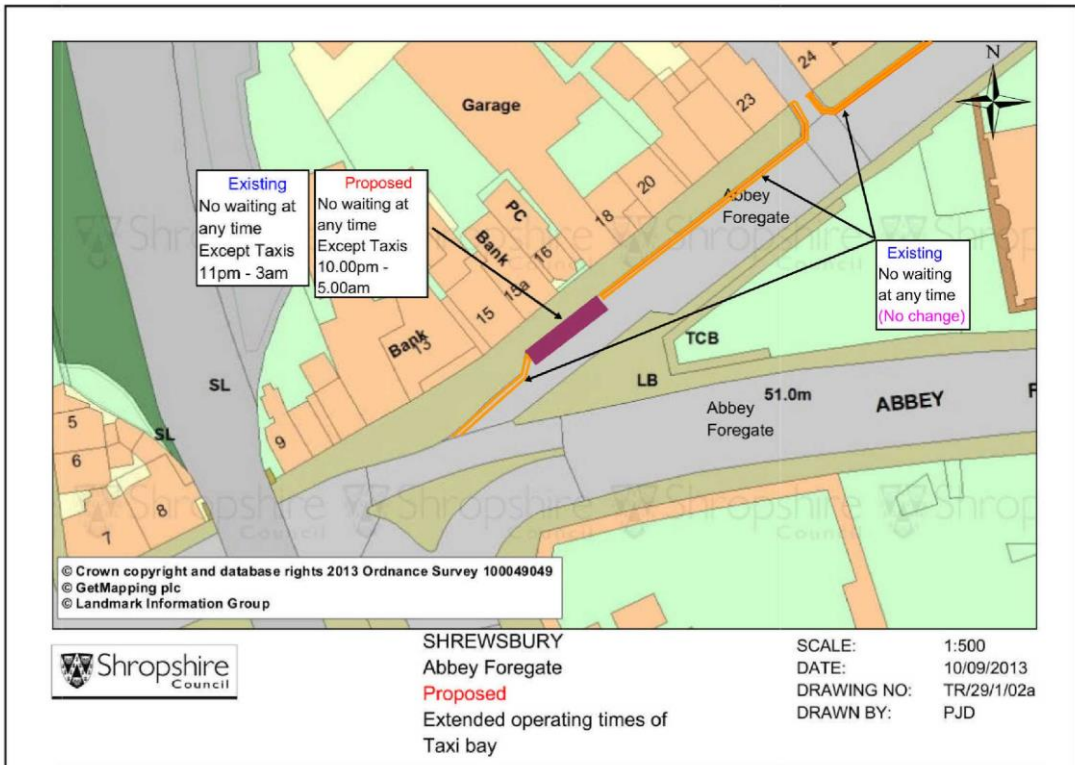 N
24
23
Garage
20
18
PC
Bank
16
15a
15
Bank
13
9
Abbey
Foregate
Existing
No waiting at
any time
Except Taxis
11pm - 3am
Proposed
No waiting at
any time
Except Taxis
10.00pm -
5.00am
Existing
No waiting
at any time
(No change)
SL
SL
TCB
LB
51.0m
ABBEY
Abbey
Foregate
5
6
8
7
Shropshire
Council
© Crown copyright and database rights 2013 Ordnance Survey 100049049
© GetMapping plc
© Landmark Information Group
Shropshire
Council
SHREWSBURY
Abbey Foregate
Proposed
Extended operating times of
Taxi bay
SCALE: 1:500
DATE: 10/09/2013
DRAWING NO: TR/29/1/02a
DRAWN BY: PJD